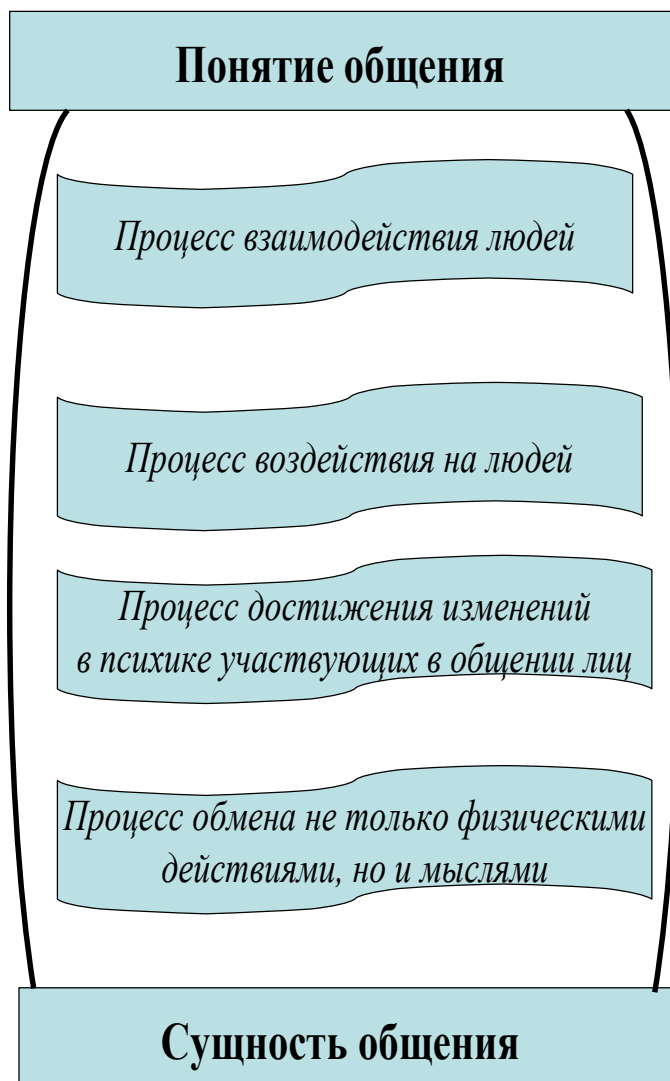 Понятие общения
Процесс взаимодействия людей
Процесс воздействия на людей
Процесс достижения изменений
в психике участвующих в общении лиц
Процесс обмена не только физическими
действиями, но и мыслями
Сущность общения